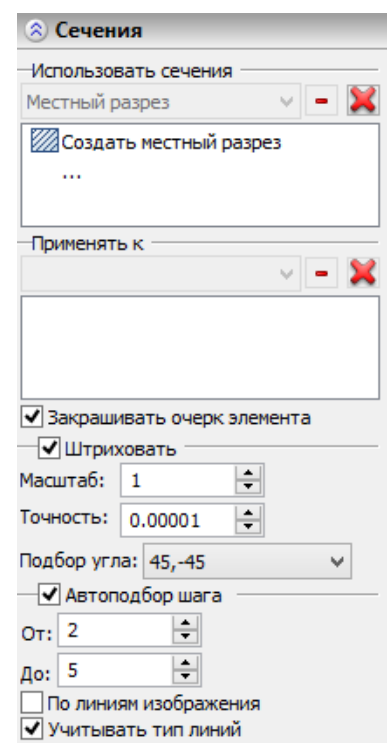 Сечения
Использовать сечения
Местный разрез
Создать местный разрез
...
Применять к
Закрашивать очерк элемента
Штриховать
Масштаб: 1
Точность: 0.00001
Подбор угла: 45,-45
Автоподбор шага
От: 2
До: 5
По линиям изображения
Учитывать тип линий